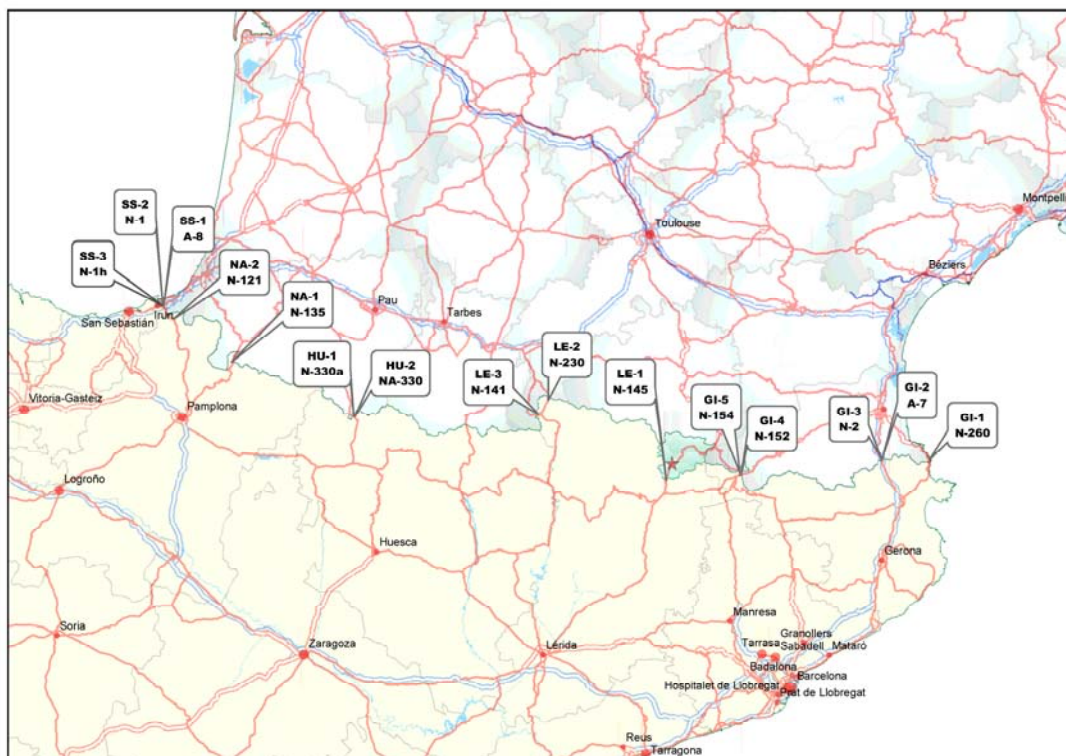 Montpell
Toulouse
Béziers
SS-2
N-1
SS-1
A-8
SS-3
N-1h
NA-2
N-121
Irun
San Sebastián
NA-1
N-135
Pau
Tarbes
HU-1
N-330a
HU-2
NA-330
LE-3
N-141
LE-2
N-230
LE-1
N-145
GI-5
N-154
GI-4
N-152
GI-3
N-2
GI-2
A-7
GI-1
N-260
Vitoria-Gasteiz
Pamplona
Logroño
Huesca
Gerona
Soria
Zaragoza
Lérida
Manresa
Granollers
Tarrasa
Sabadell
Mataró
Badalona
Barcelona
Hospitalet de Llobregat
Prat de Llobregat
Reus
Tarragona